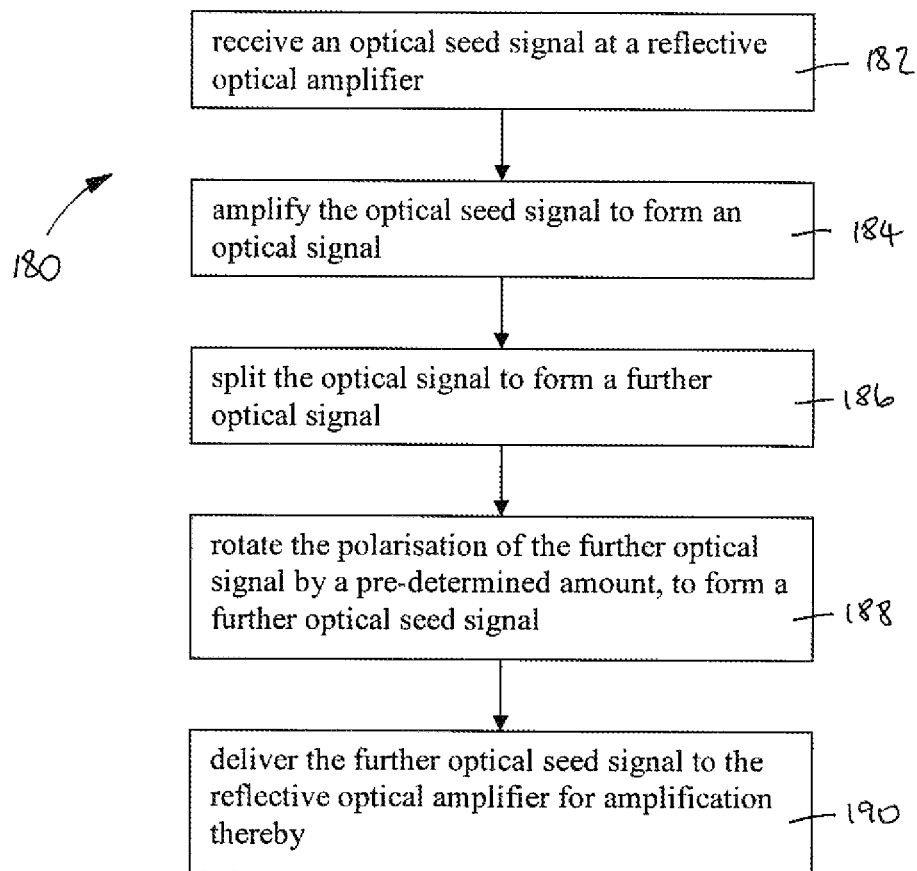 receive an optical seed signal at a reflective
optical amplifier
182
amplify the optical seed signal to form an
optical signal
184
180
split the optical signal to form a further
optical signal
186
rotate the polarisation of the further optical
signal by a pre-determined amount, to form a
further optical seed signal
188
deliver the further optical seed signal to the
reflective optical amplifier for amplification
thereby
190